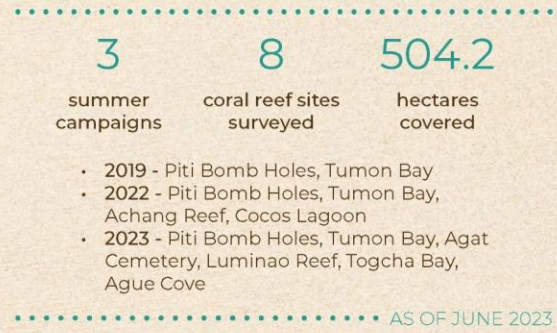 3
summer
campaigns
8
coral reef sites
surveyed
504.2
hectares
covered
• 2019 - Piti Bomb Holes, Tumon Bay
• 2022 - Piti Bomb Holes, Tumon Bay,
Achang Reef, Cocos Lagoon
• 2023 - Piti Bomb Holes, Tumon Bay, Agat
Cemetery, Luminao Reef, Togcha Bay,
Ague Cove
AS OF JUNE 2023